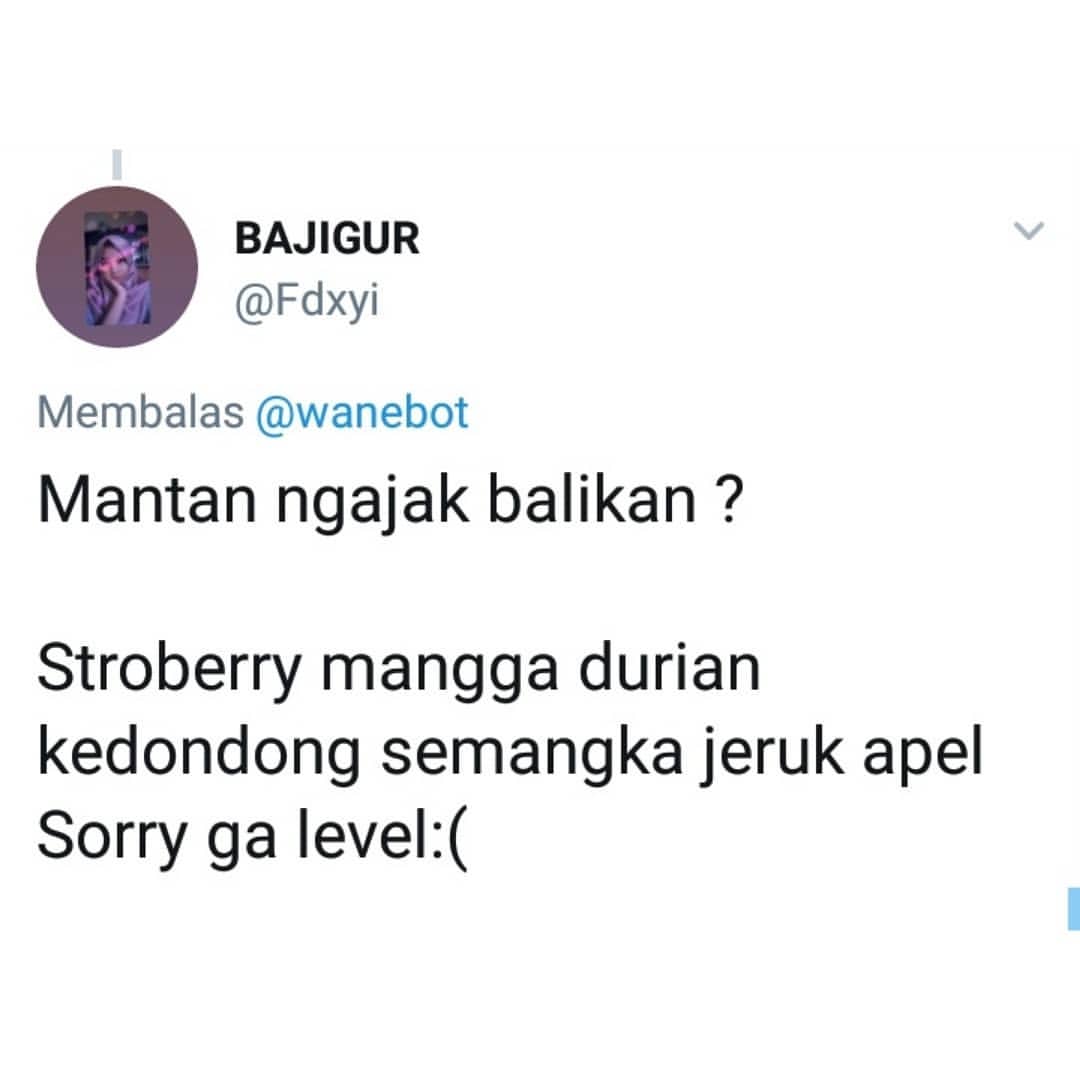 BAJIGUR
@Fdxyi
Membalas @wanebot
Mantan ngajak balikan ?
Stroberry mangga durian
kedondong semangka jeruk apel
Sorry ga level:(